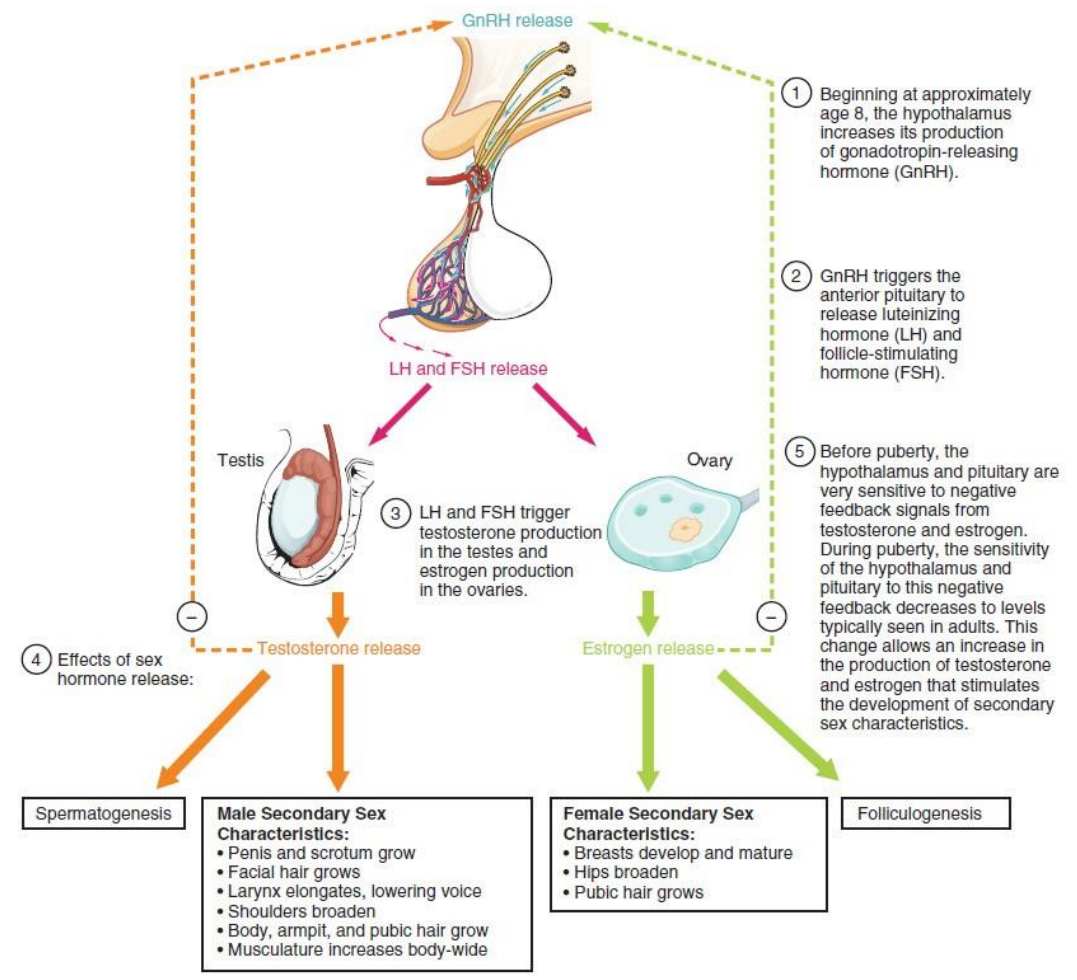 GnRH release
1
Beginning at approximately
age 8, the hypothalamus
increases its production
of gonadotropin-releasing
hormone (GnRH).
2
GnRH triggers the
anterior pituitary to
release luteinizing
hormone (LH) and
follicle-stimulating
hormone (FSH).
LH and FSH release
Testis
Ovary
3
LH and FSH trigger
testosterone production
in the testes and
estrogen production
in the ovaries.
5
Before puberty, the
hypothalamus and pituitary are
very sensitive to negative
feedback signals from
testosterone and estrogen.
During puberty, the sensitivity
of the hypothalamus and
pituitary to this negative
feedback decreases to levels
typically seen in adults. This
change allows an increase in
the production of testosterone
and estrogen that stimulates
the development of secondary
sex characteristics.
–
–
Testosterone release
Estrogen release
4
Effects of sex
hormone release:
Spermatogenesis
Male Secondary Sex
Characteristics:
• Penis and scrotum grow
• Facial hair grows
• Larynx elongates, lowering voice
• Shoulders broaden
• Body, armpit, and pubic hair grow
• Musculature increases body-wide
Female Secondary Sex
Characteristics:
• Breasts develop and mature
• Hips broaden
• Pubic hair grows
Folliculogenesis